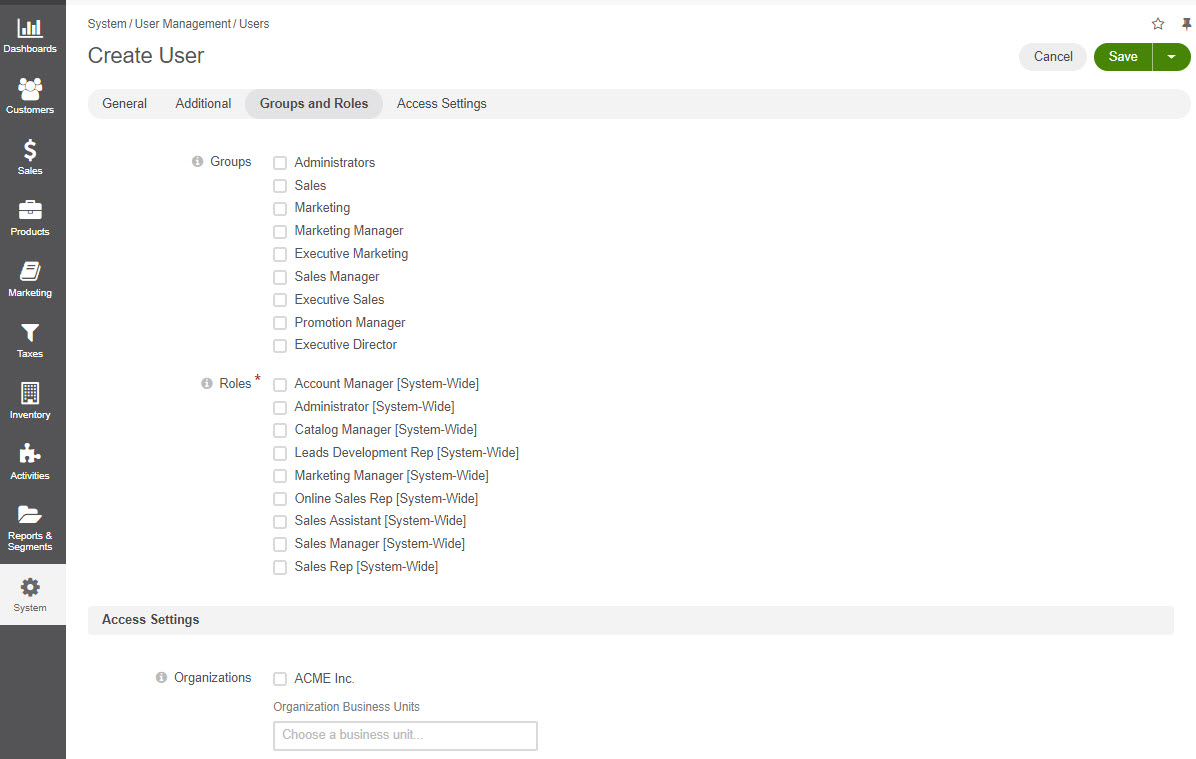 Dashboards
Customers
Sales
Products
Marketing
Taxes
Inventory
Activities
Reports &
Segments
System
System / User Management / Users
Create User
Cancel
Save
General Additional Groups and Roles Access Settings
Groups
Administrators
Sales
Marketing
Marketing Manager
Executive Marketing
Sales Manager
Executive Sales
Promotion Manager
Executive Director
Roles *
Account Manager [System-Wide]
Administrator [System-Wide]
Catalog Manager [System-Wide]
Leads Development Rep [System-Wide]
Marketing Manager [System-Wide]
Online Sales Rep [System-Wide]
Sales Assistant [System-Wide]
Sales Manager [System-Wide]
Sales Rep [System-Wide]
Access Settings
Organizations
ACME Inc.
Organization Business Units
Choose a business unit...